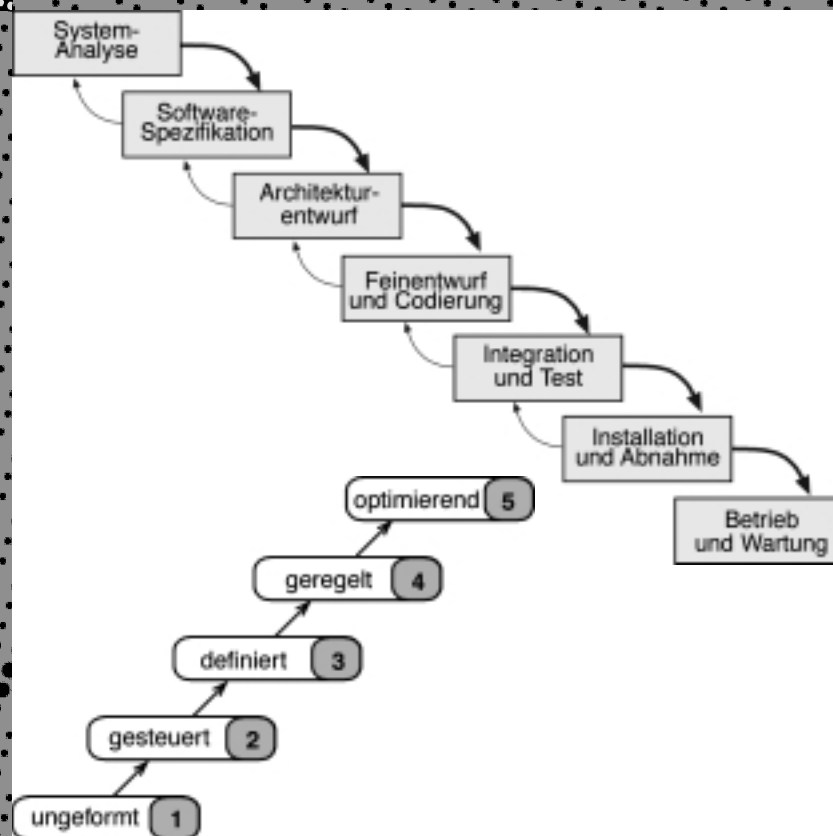 System-
Analyse
Software-
Spezifikation
Architektur-
entwurf
Feinentwurf
und Codierung
Integration
und Test
Installation
und Abnahme
Betrieb
und Wartung
optimierend 5
geregelt 4
definiert 3
gesteuert 2
ungeformt 1